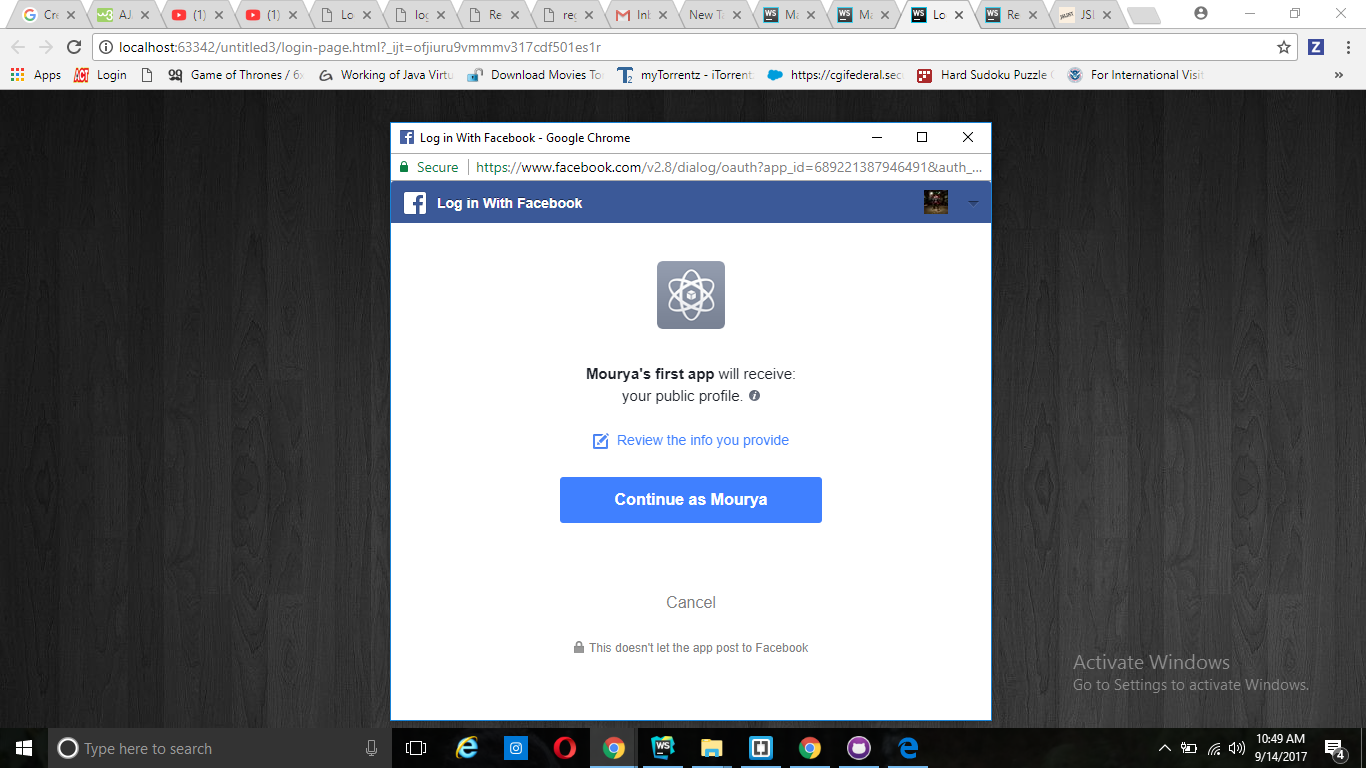 Cre
AJ
(1)
(1)
Lo
log
Re
reg
Inl
New Ta
Ma
Ma
Lo
Re
JSI
localhost:63342/untitled3/login-page.html?_ijt=ofjiuru9vmmmv317cdf501es1r
Apps
Login
Game of Thrones / 6x
Working of Java Virtu
Download Movies To
myTorrentz - iTorrent
https://cgifederal.sec
Hard Sudoku Puzzle
For International Visit
Log in With Facebook - Google Chrome
Secure
https://www.facebook.com/v2.8/dialog/oauth?app_id=689221387946491&auth_...
Log in With Facebook
Mourya's first app will receive:
your public profile.
Review the info you provide
Continue as Mourya
Cancel
This doesn't let the app post to Facebook
Activate Windows
Go to Settings to activate Windows.
Type here to search
10:49 AM
9/14/2017
4